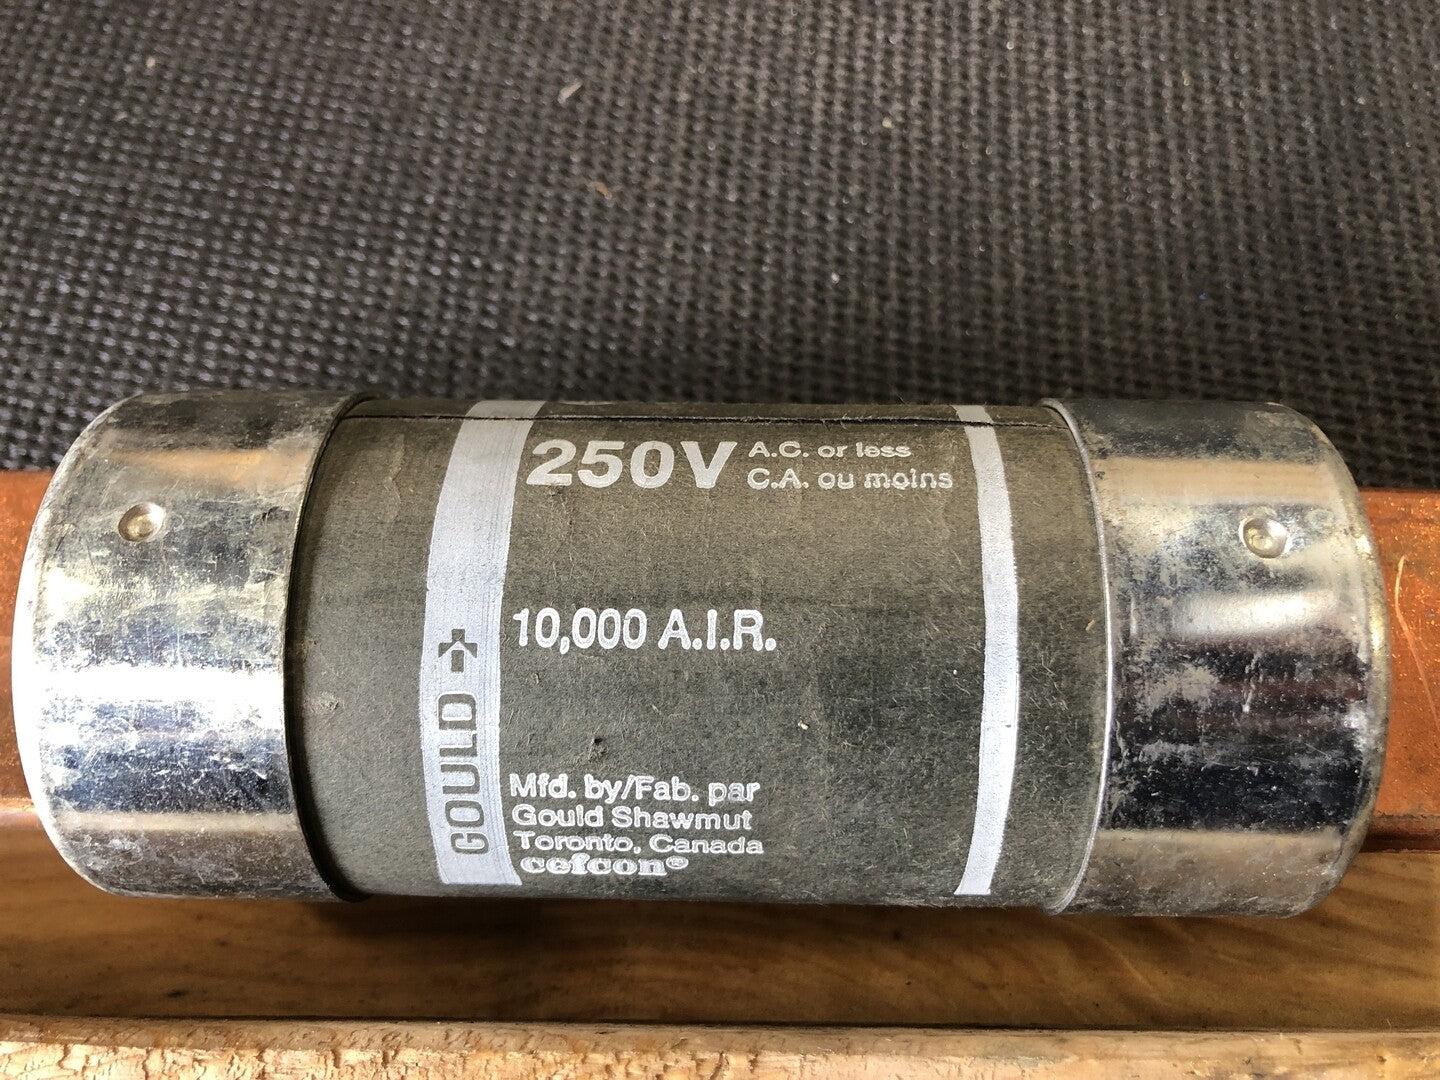 250V A.C. or less
C.A. ou moins
10,000 A.I.R.
GOULD
Mfd. by/Fab. par
Gould Shawmut
Toronto, Canada
cefcon®